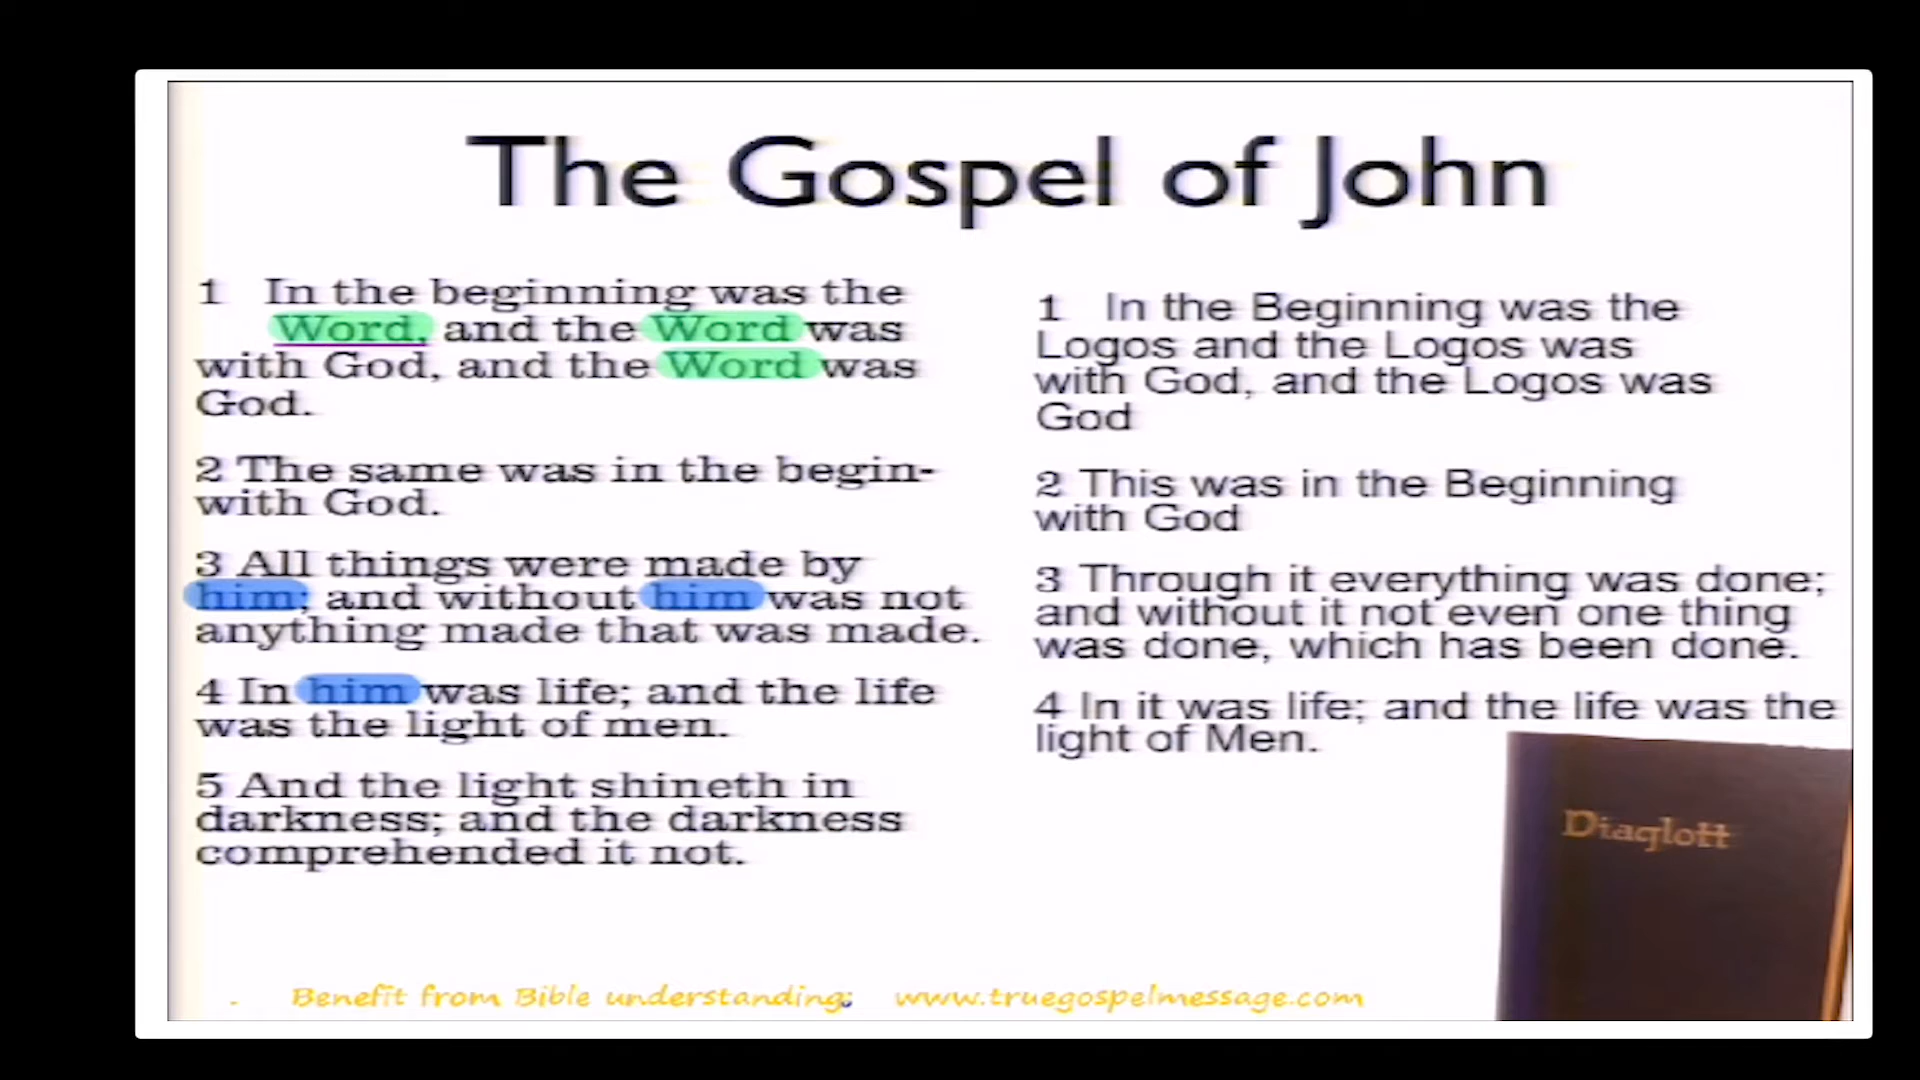 The Gospel of John
1 In the beginning was the
Word, and the Word was
with God, and the Word was
God.
2 The same was in the begin-
with God.
3 All things were made by
him; and without him was not
anything made that was made.
4 In him was life; and the life
was the light of men.
5 And the light shineth in
darkness; and the darkness
comprehended it not.
1 In the Beginning was the
Logos and the Logos was
with God, and the Logos was
God
2 This was in the Beginning
with God
3 Through it everything was done;
and without it not even one thing
was done, which has been done.
4 In it was life; and the life was the
light of Men.
Diaglott
. Benefit from Bible understanding; www.truegospelmessage.com